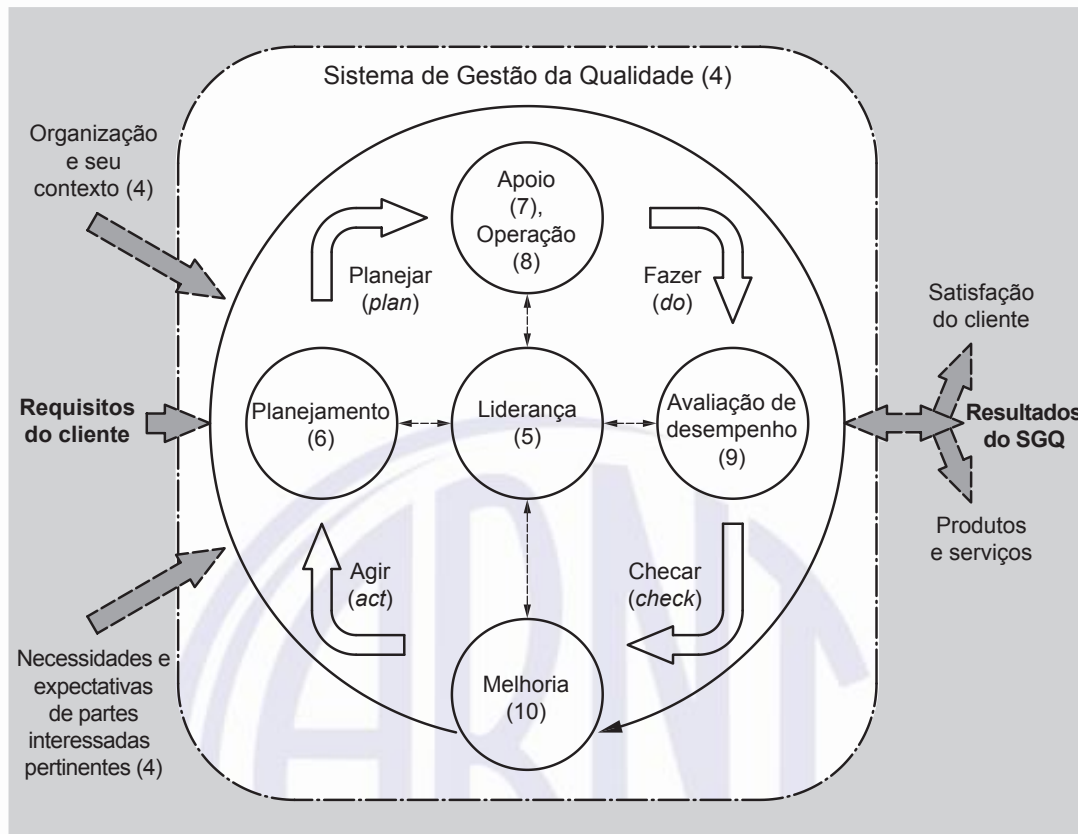 Sistema de Gestão da Qualidade (4)
Organização
e seu
contexto (4)
Apoio
(7),
Operação
(8)
Planejar
(plan)
Fazer
(do)
Satisfação
do cliente
Requisitos
do cliente
Planejamento
(6)
Liderança
(5)
Avaliação de
desempenho
(9)
Resultados
do SGQ
Produtos
e serviços
Agir
(act)
Checar
(check)
Necessidades e
expectativas
de partes
interessadas
pertinentes (4)
Melhoria
(10)
ABNT